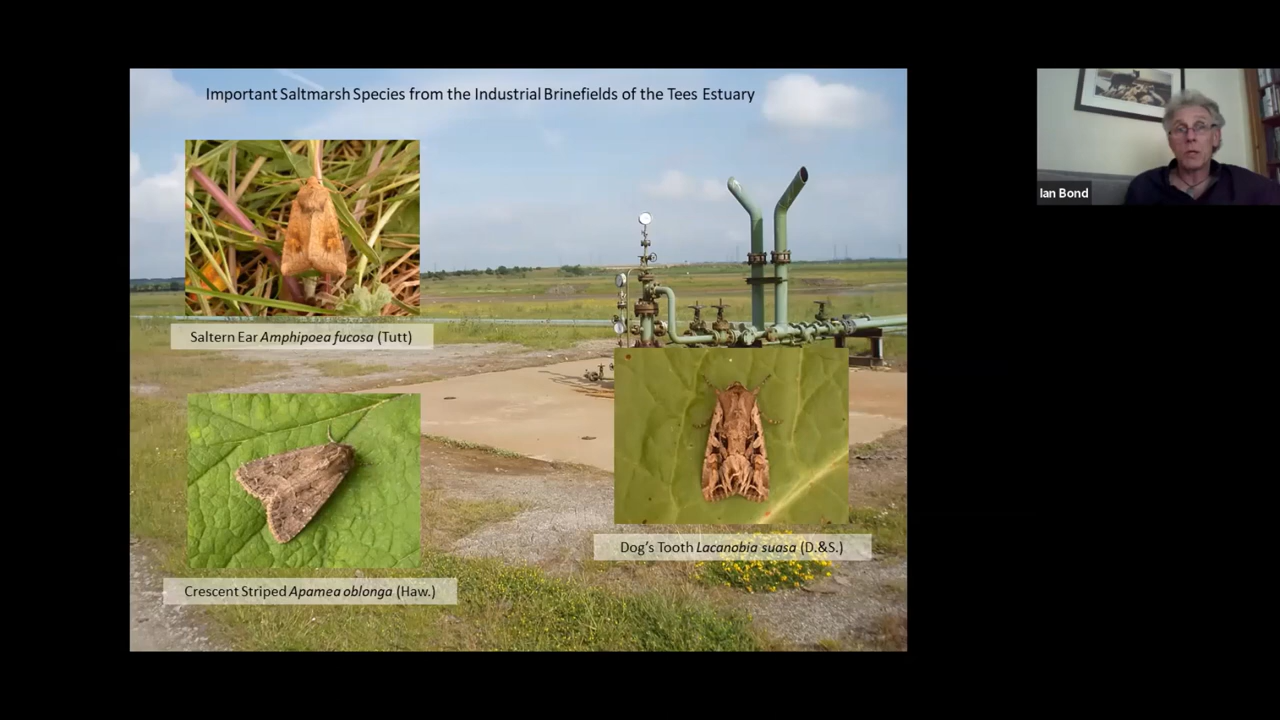 Important Saltmarsh Species from the Industrial Brinefields of the Tees Estuary
Ian Bond
Saltern Ear Amphipoea fucosa (Tutt)
Dog's Tooth Lacanobia suasa (D.&S.)
Crescent Striped Apamea oblonga (Haw.)